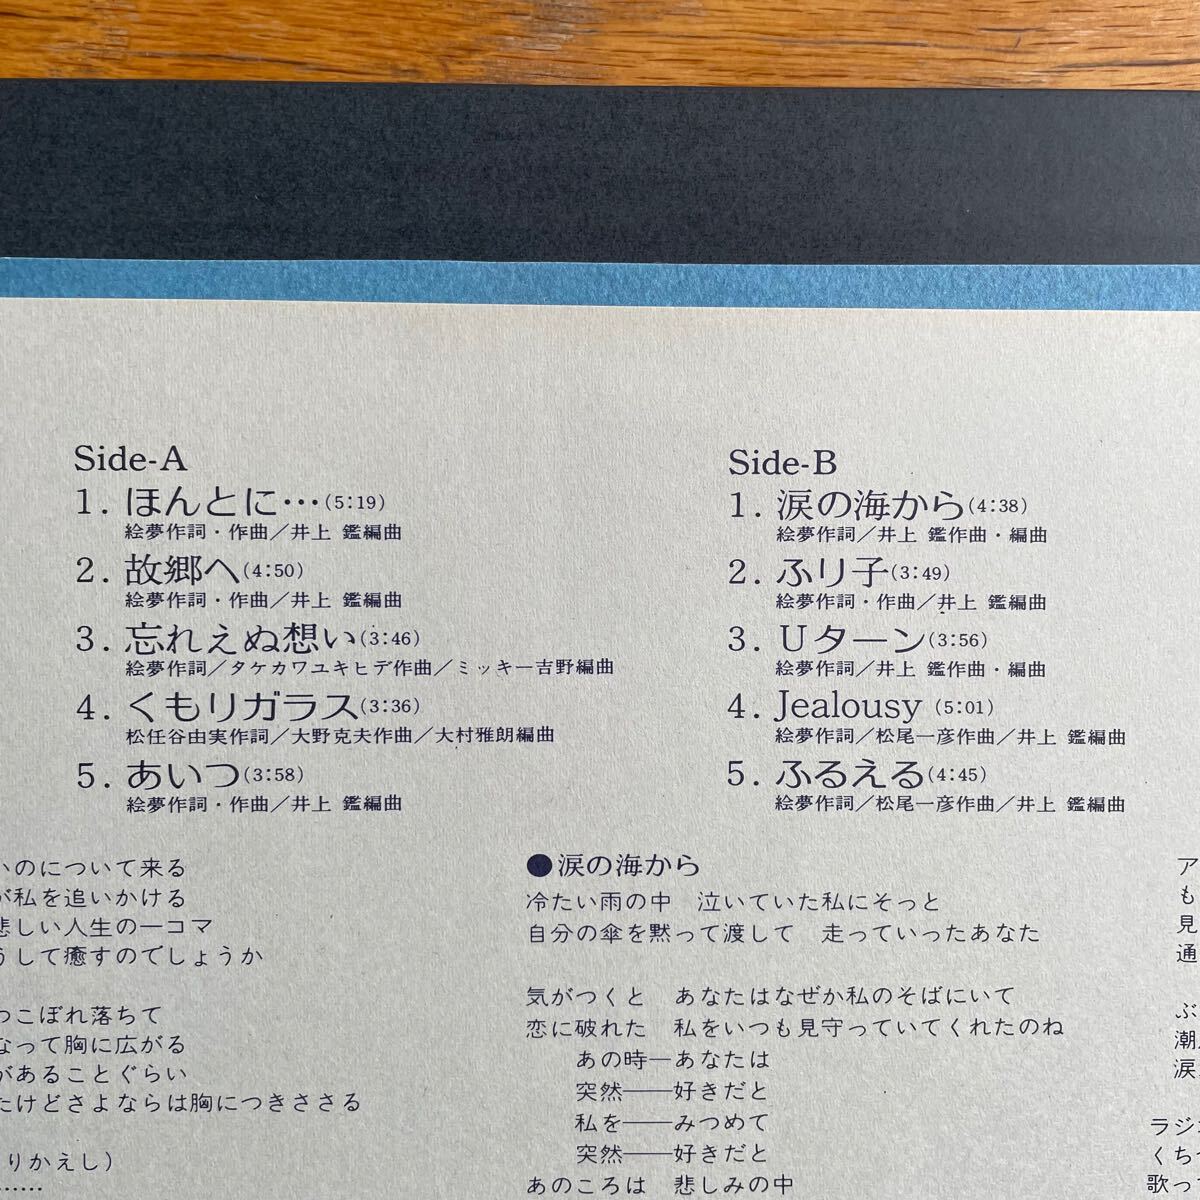 Side-A
1. ほんとに…(5:19)
絵夢作詞・作曲／井上 鑑編曲
2. 故郷へ(4:50)
絵夢作詞・作曲／井上 鑑編曲
3. 忘れえぬ想い(3:46)
絵夢作詞／タケカワユキヒデ作曲／ミッキー吉野編曲
4. くもりガラス(3:36)
松任谷由実作詞／大野克夫作曲／大村雅朗編曲
5. あいつ(3:58)
絵夢作詞・作曲／井上 鑑編曲
Side-B
1. 涙の海から(4:38)
絵夢作詞／井上 鑑作曲・編曲
2. ふり子(3:49)
絵夢作詞・作曲／井上 鑑編曲
3. Uターン(3:56)
絵夢作詞／井上 鑑作曲・編曲
4. Jealousy (5:01)
絵夢作詞／松尾一彦作曲／井上 鑑編曲
5. ふるえる(4:45)
絵夢作詞／松尾一彦作曲／井上 鑑編曲
いのについて来る
が私を追いかける
悲しい人生の一コマ
うして癒すのでしょうか
つこぼれ落ちて
なって胸に広がる
があることぐらい
たけどさよならは胸につきささる
りかえし）
……
●涙の海から
冷たい雨の中　泣いていた私にそっと
自分の傘を黙って渡して　走っていったあなた
気がつくと　あなたはなぜか私のそばにいて
恋に破れた　私をいつも見守っていてくれたのね
あの時―あなたは
突然――好きだと
私を――みつめて
突然――好きだと
あのころは　悲しみの中
ア
も
見
通
ぶ
潮
涙
ラジオ
くち
歌っ